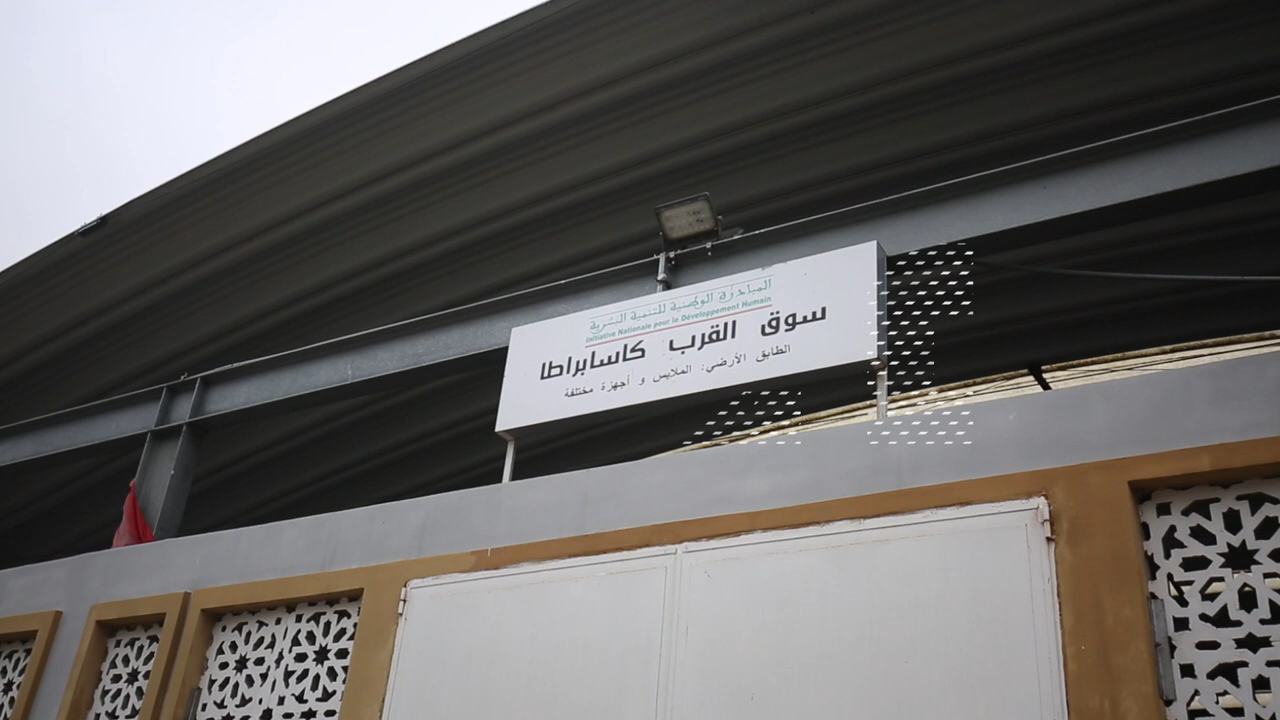 المبادرة الوطنية للتنمية البشرية
Initiative Nationale pour le Développement Humain
سوق القرب كاسابراطا
الطابق الأرضي: الملابس و أجهزة مختلفة